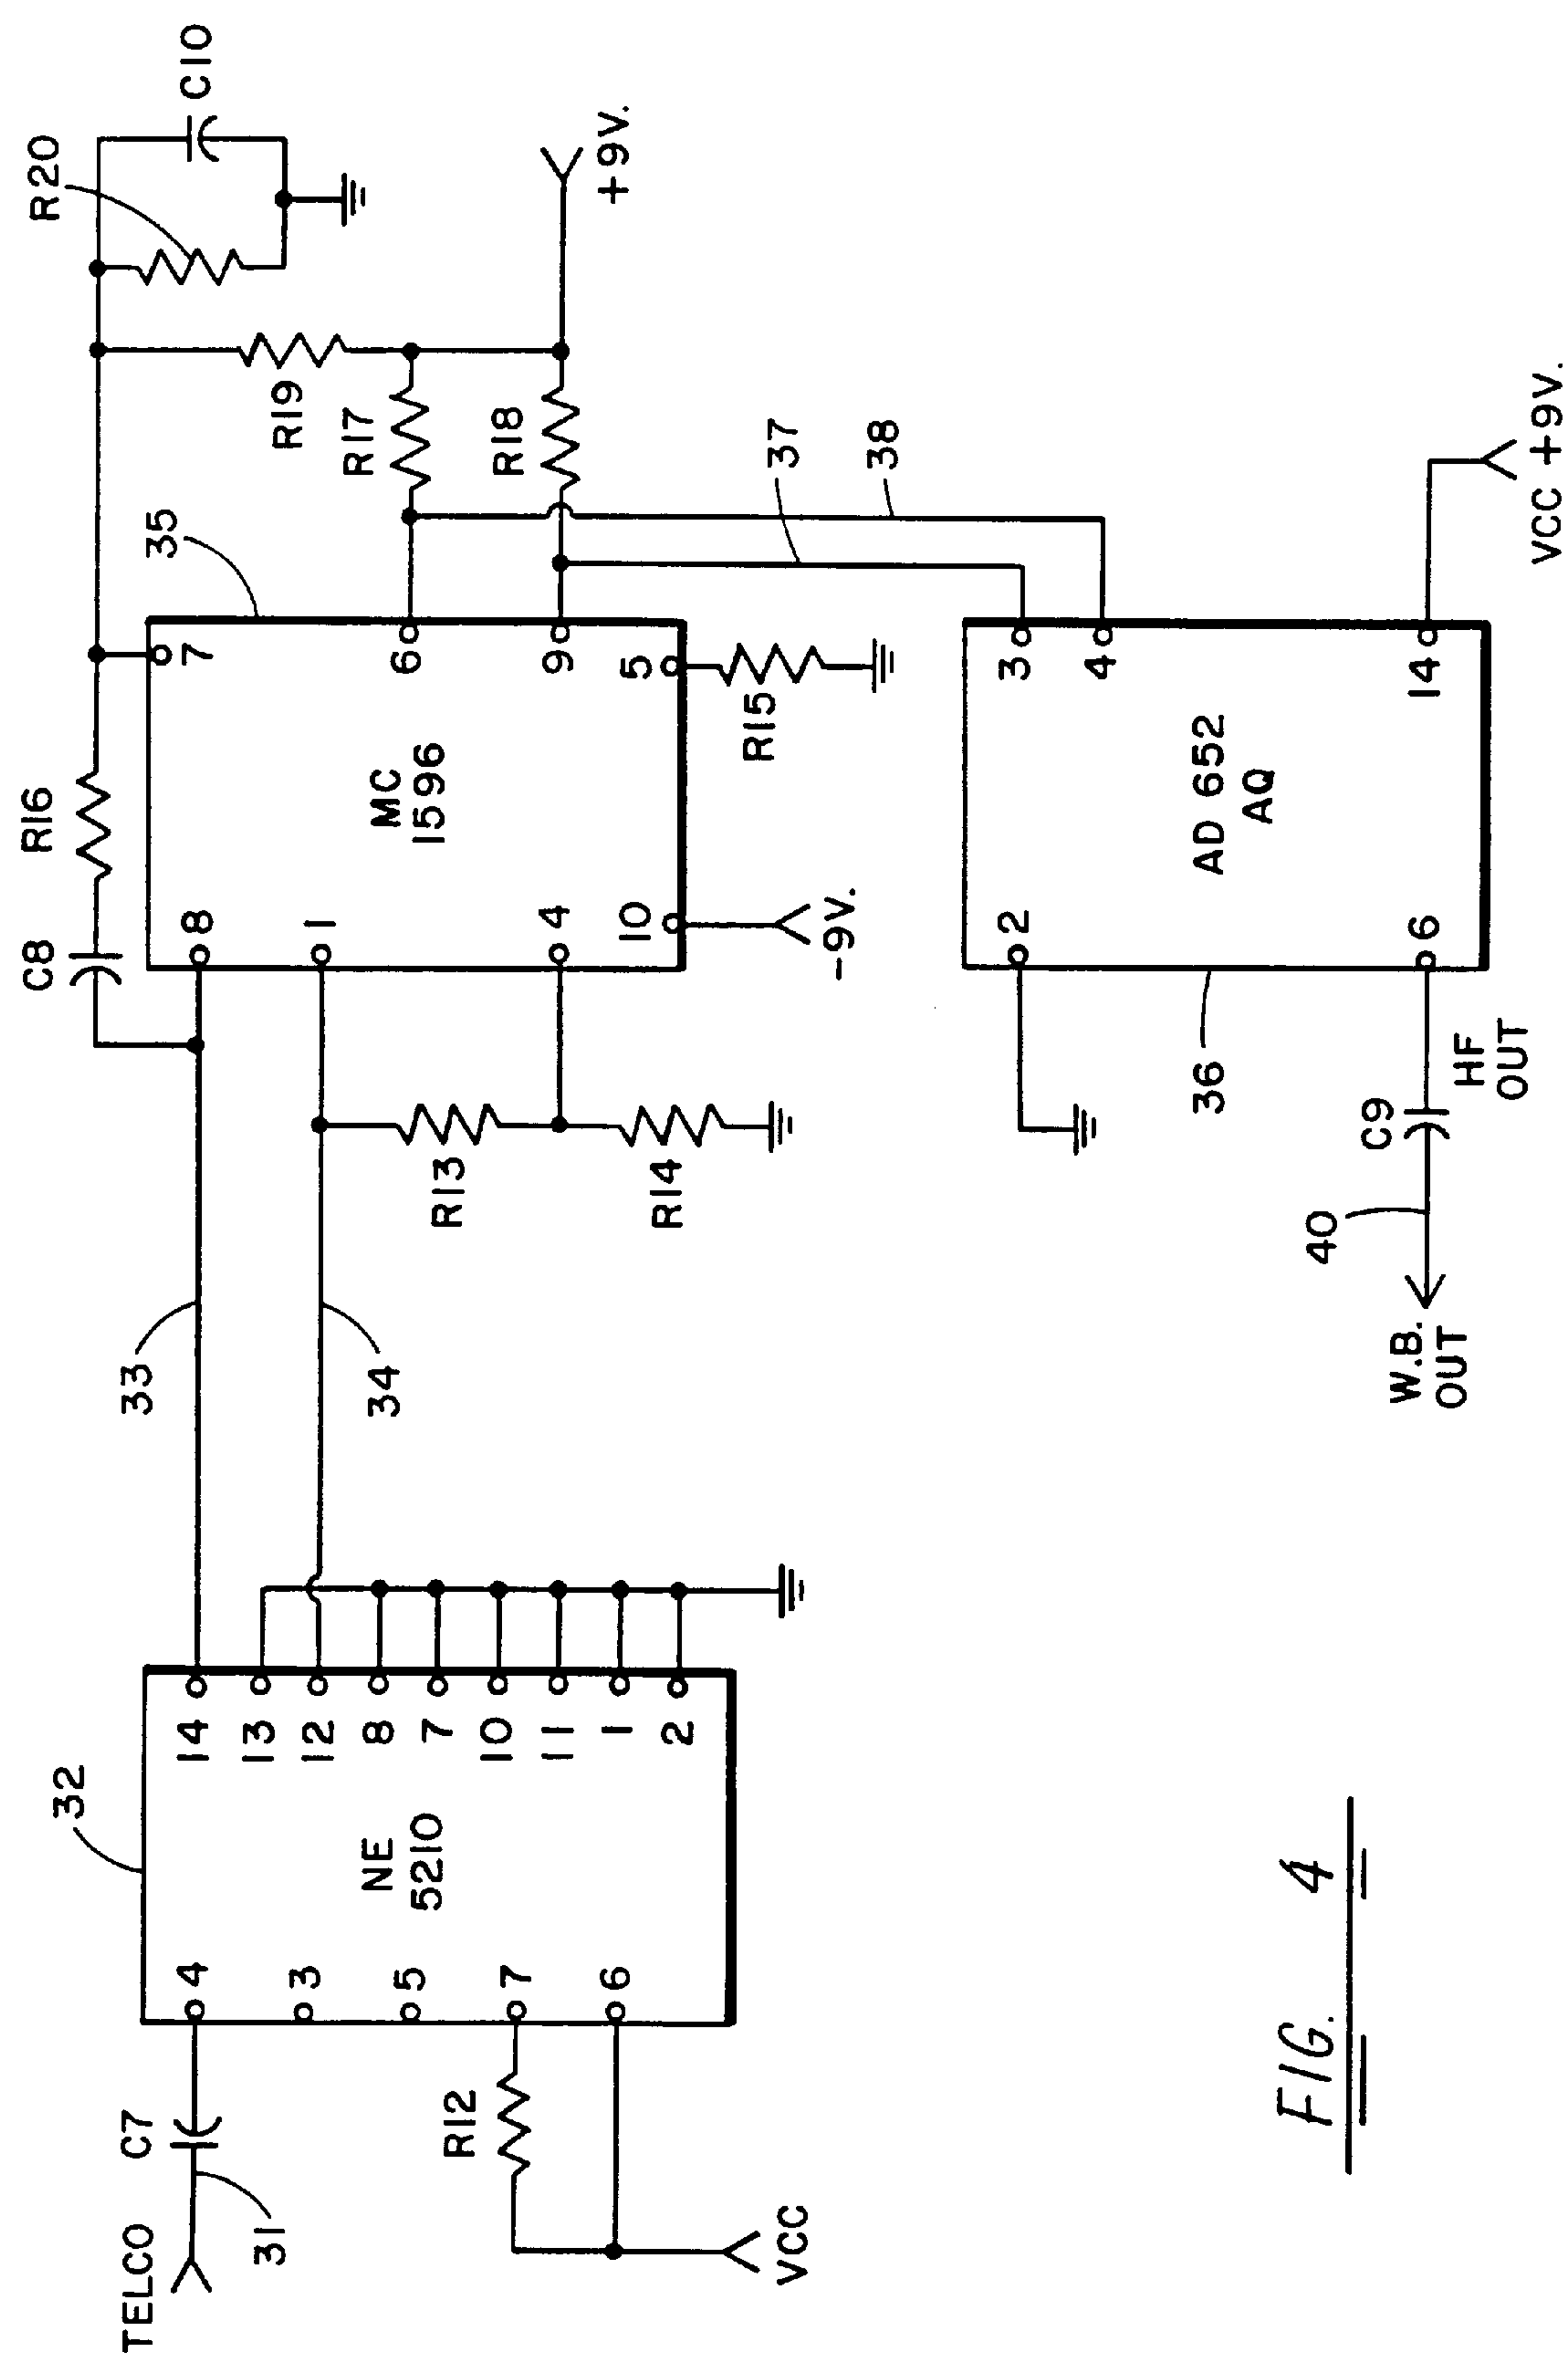 TELCO
C7
31
32
4
3
5
7
6
NE
5210
14
13
12
8
7
10
11
1
2
R12
VCC
33
34
R13
R14
C8
R16
35
8
1
4
10
MC
1596
7
6
9
5
-9V.
R15
R19
R17
R18
R20
C10
+9V.
37
38
2
6
AD 652
AQ
3
4
14
36
VCC +9V.
HF
OUT
C9
40
W.B.
OUT
FIG. 4